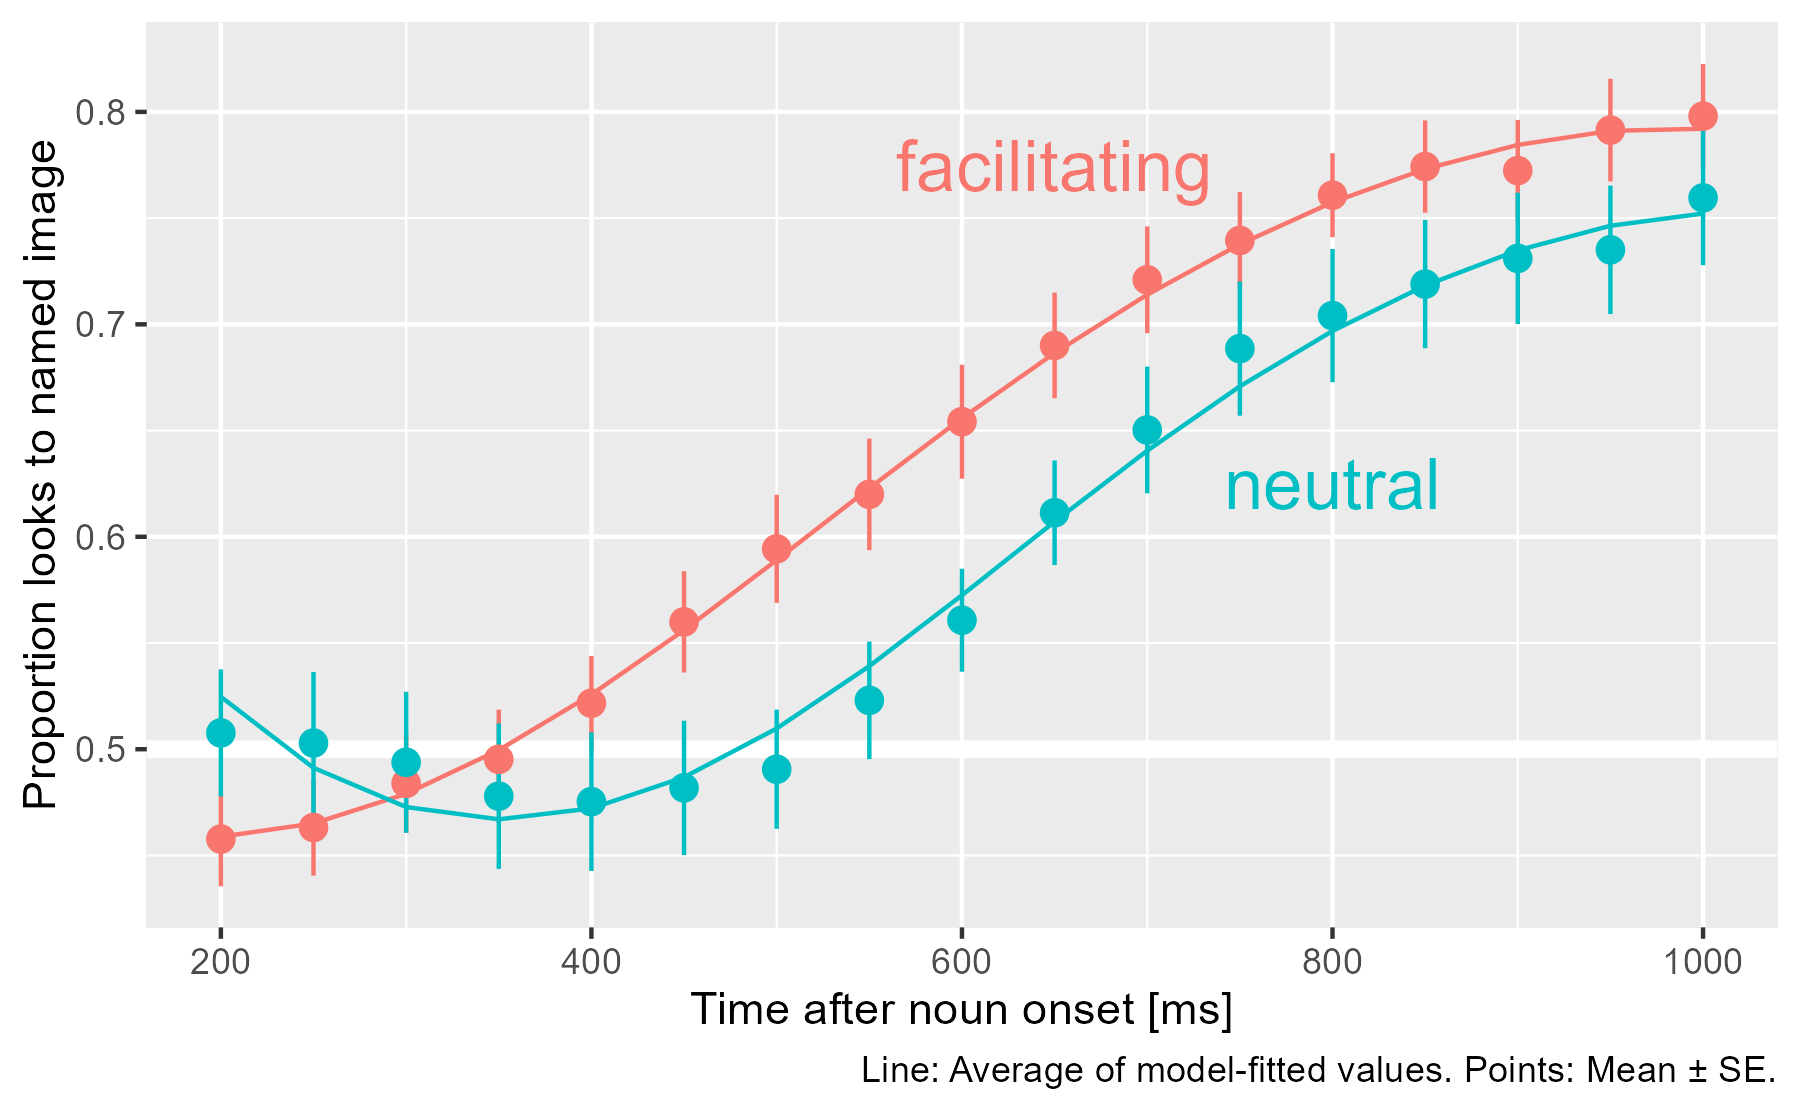 Proportion looks to named image
0.8
0.7
0.6
0.5
facilitating
neutral
200 400 600 800 1000
Time after noun onset [ms]
Line: Average of model-fitted values. Points: Mean ± SE.